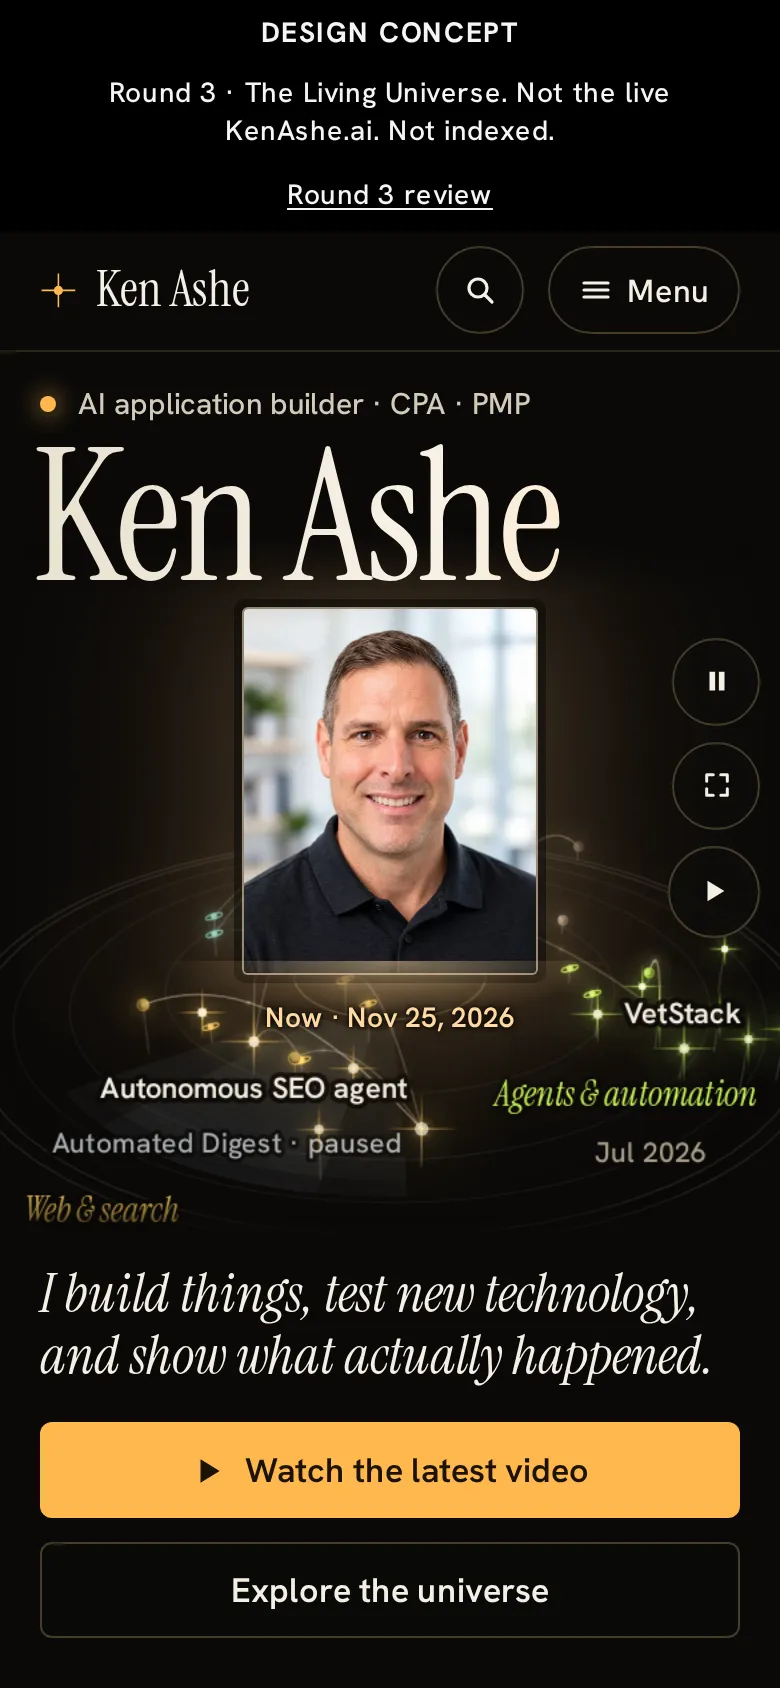 DESIGN CONCEPT
Round 3 · The Living Universe. Not the live
KenAshe.ai. Not indexed.
Round 3 review
Ken Ashe
Menu
AI application builder · CPA · PMP
Ken Ashe
Now · Nov 25, 2026
VetStack
Autonomous SEO agent
Agents & automation
Automated Digest · paused
Jul 2026
Web & search
I build things, test new technology,
and show what actually happened.
Watch the latest video
Explore the universe